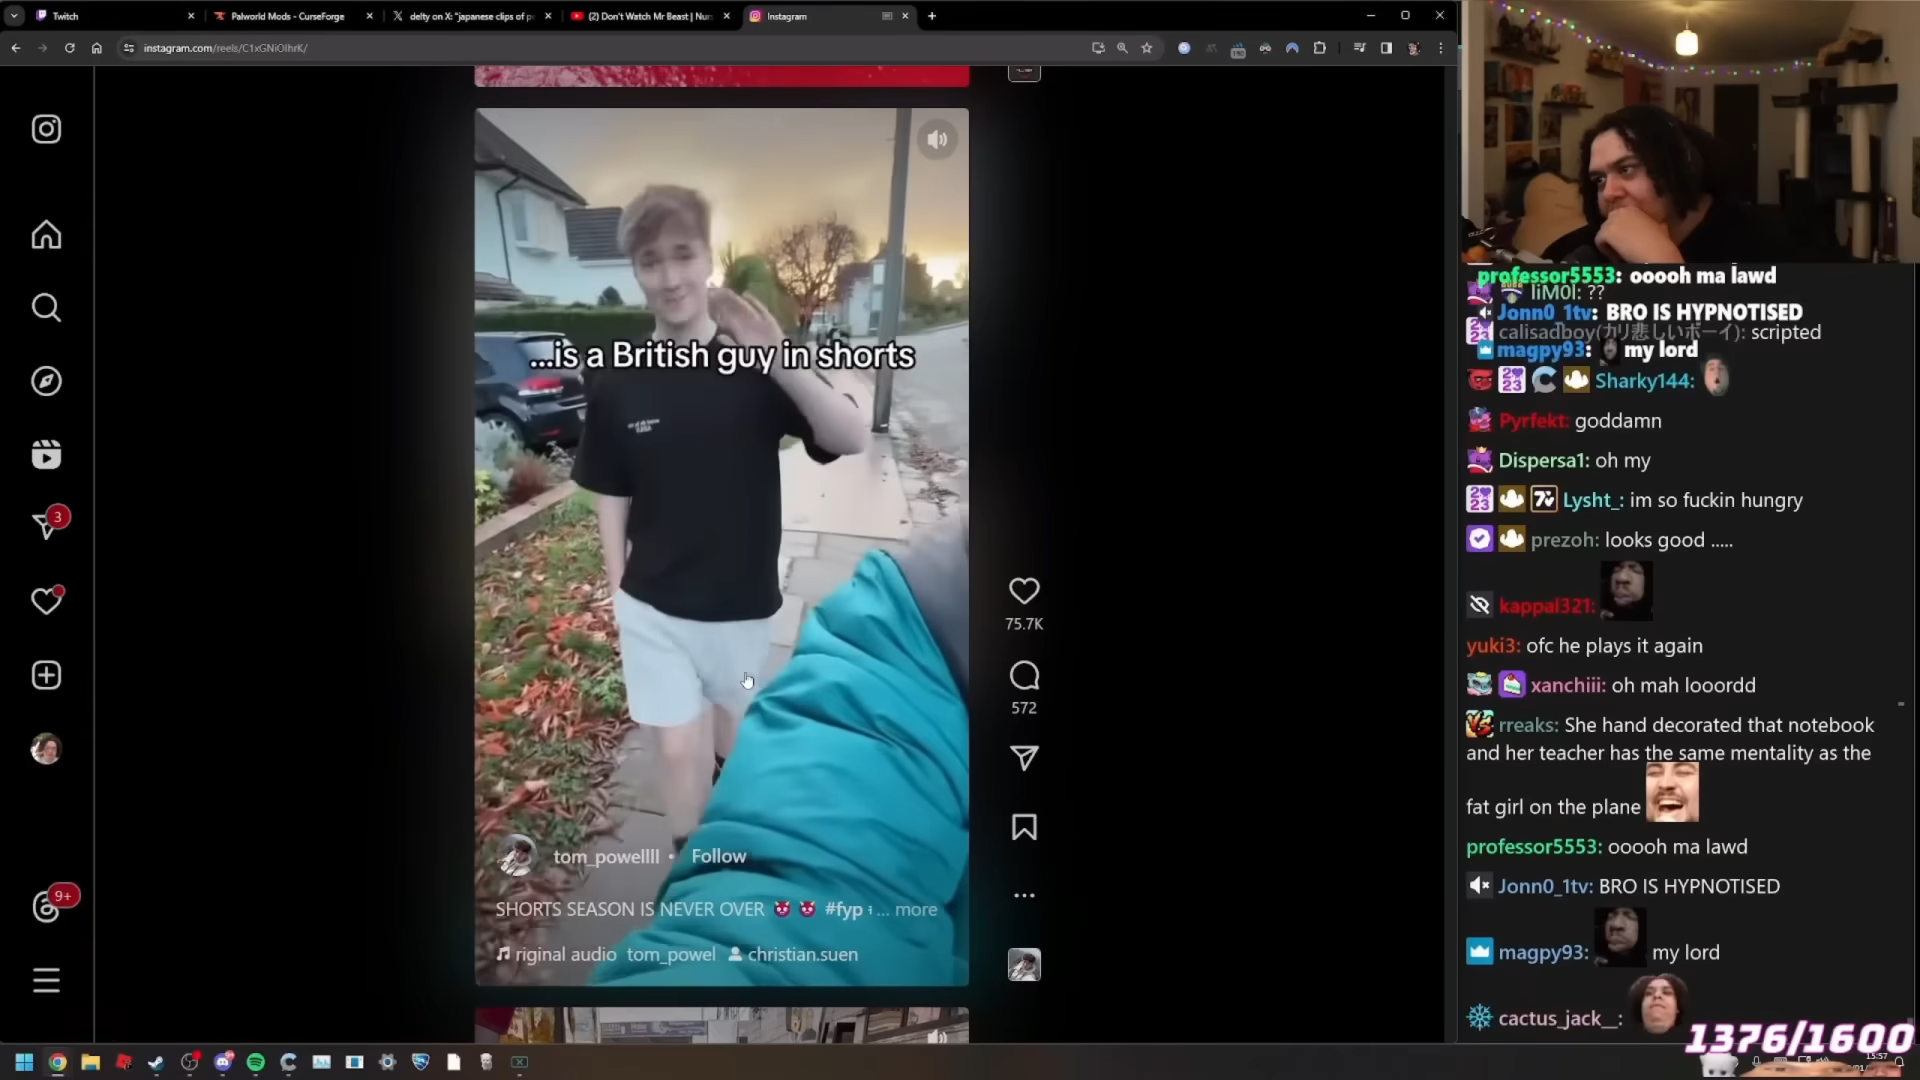 Twitch
Palworld Mods - CurseForge
delty on X: "japanese clips of p
(2) Don't Watch Mr Beast | Nur
Instagram
instagram.com/reels/C1xGNiOlhrK/
...is a British guy in shorts
75.7K
572
3
9+
tom_powellll • Follow
SHORTS SEASON IS NEVER OVER 😈 😈 #fyp ... more
riginal audio tom_powel christian.suen
professor5553: ooooh ma lawd
liM0l: ??
Jonn0_1tv: BRO IS HYPNOTISED
calisadboy(カリ悲しいボーイ): scripted
magpy93: my lord
Sharky144:
Pyrfekt: goddamn
Dispersa1: oh my
Lysht_: im so fuckin hungry
prezoh: looks good .....
kappal321:
yuki3: ofc he plays it again
xanchiii: oh mah looordd
rreaks: She hand decorated that notebook
and her teacher has the same mentality as the
fat girl on the plane
professor5553: ooooh ma lawd
Jonn0_1tv: BRO IS HYPNOTISED
magpy93: my lord
cactus_jack__:
1376/1600
15:57